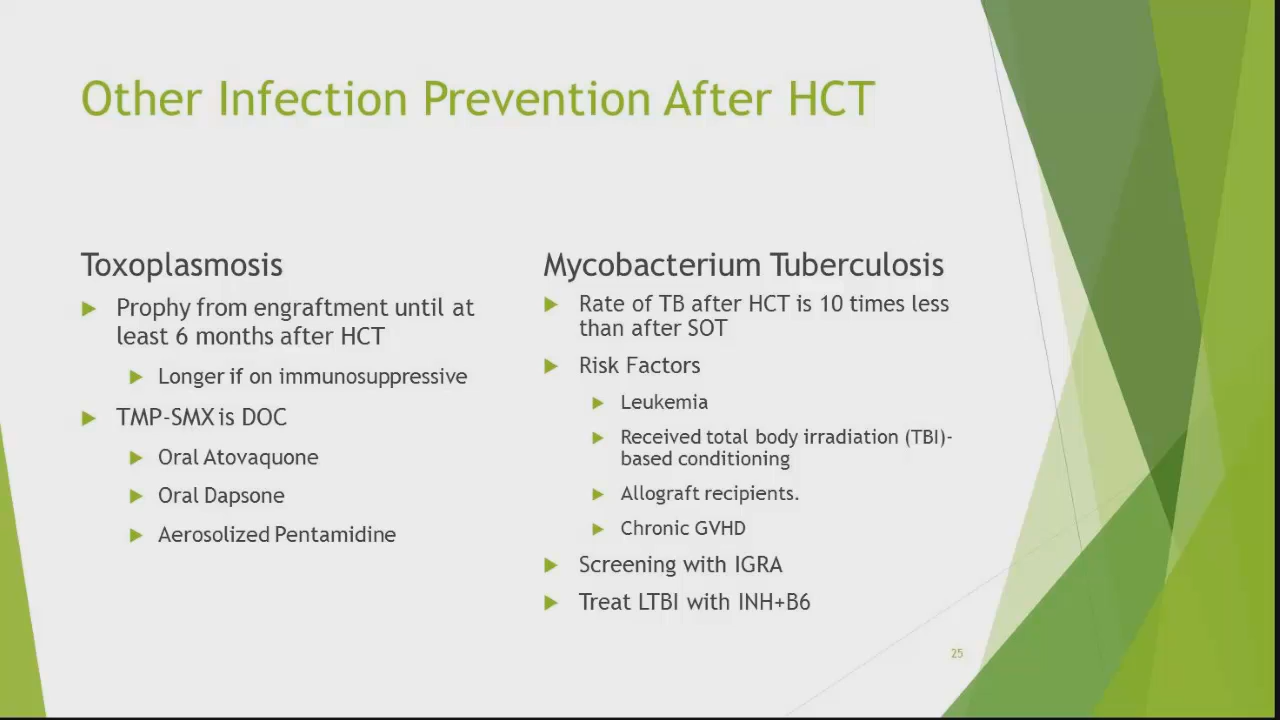 Other Infection Prevention After HCT
Toxoplasmosis
Prophy from engraftment until at
least 6 months after HCT
Longer if on immunosuppressive
TMP-SMX is DOC
Oral Atovaquone
Oral Dapsone
Aerosolized Pentamidine
Mycobacterium Tuberculosis
Rate of TB after HCT is 10 times less
than after SOT
Risk Factors
Leukemia
Received total body irradiation (TBI)-
based conditioning
Allograft recipients.
Chronic GVHD
Screening with IGRA
Treat LTBI with INH+B6
25